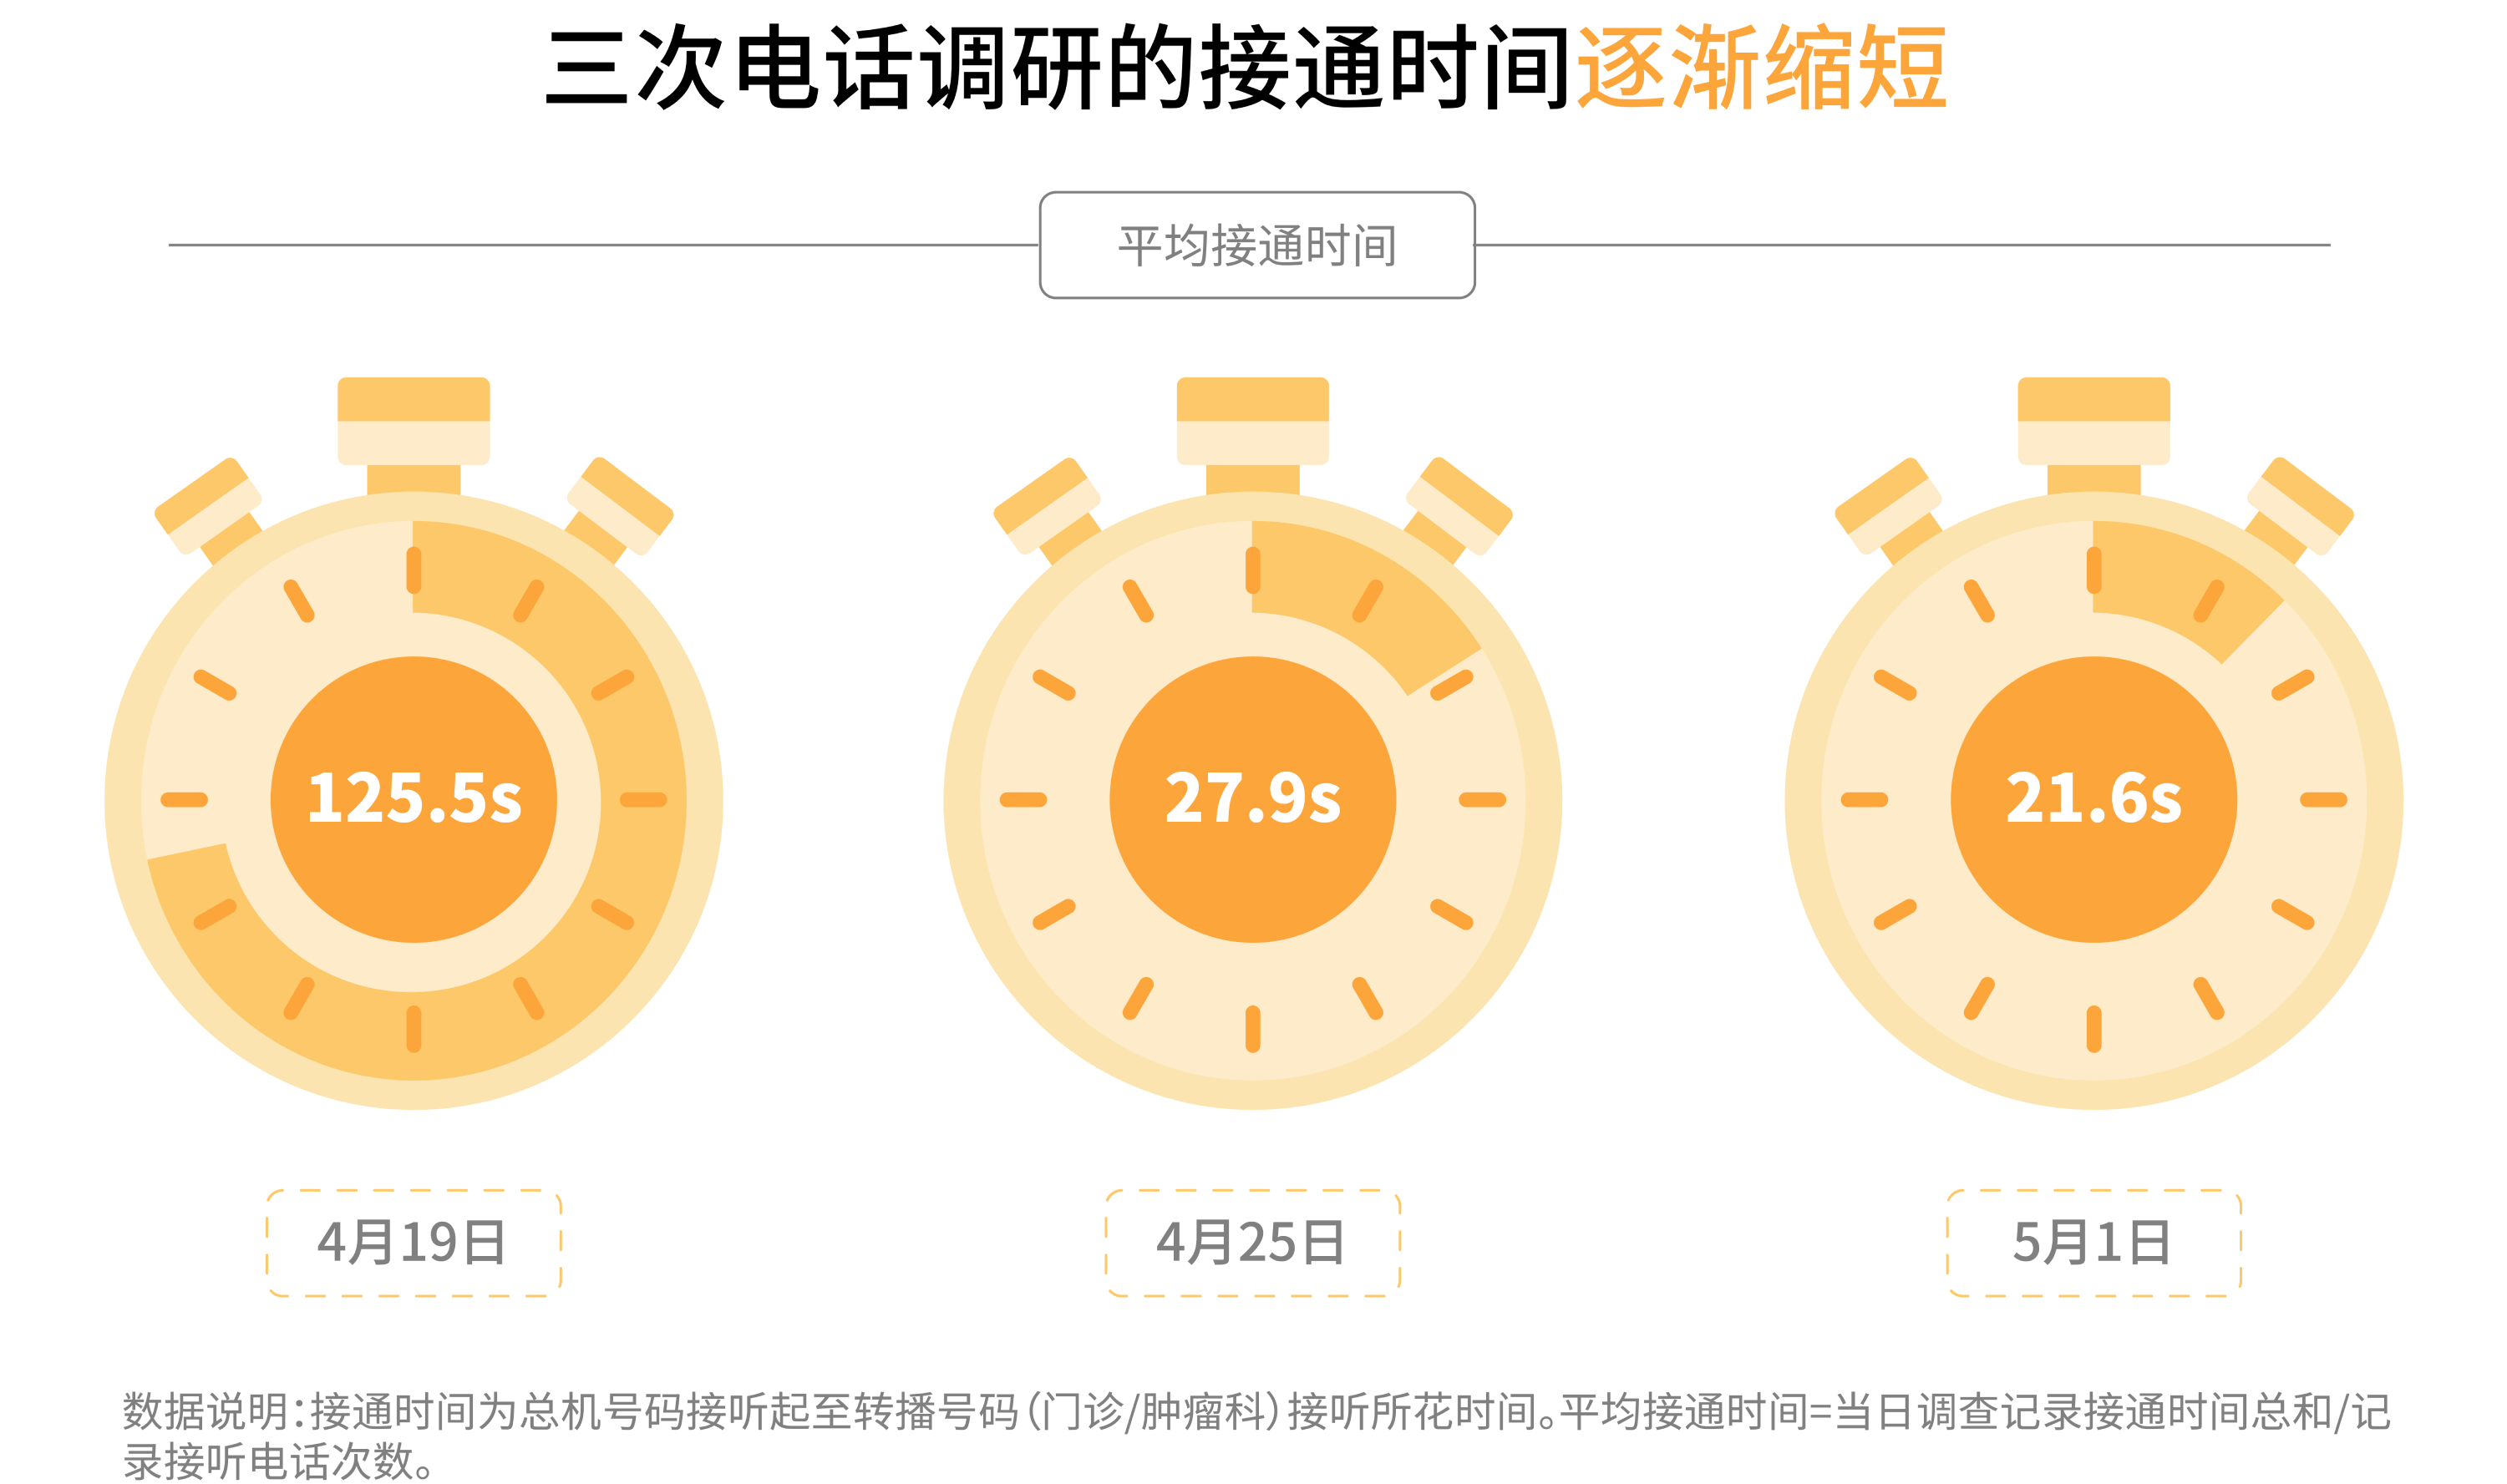 三次电话调研的接通时间逐渐缩短
平均接通时间
125.5s
27.9s
21.6s
4月19日
4月25日
5月1日
数据说明：接通时间为总机号码接听起至转播号码（门诊/肿瘤科）接听所花时间。平均接通时间=当日调查记录接通时间总和/记
录接听电话次数。